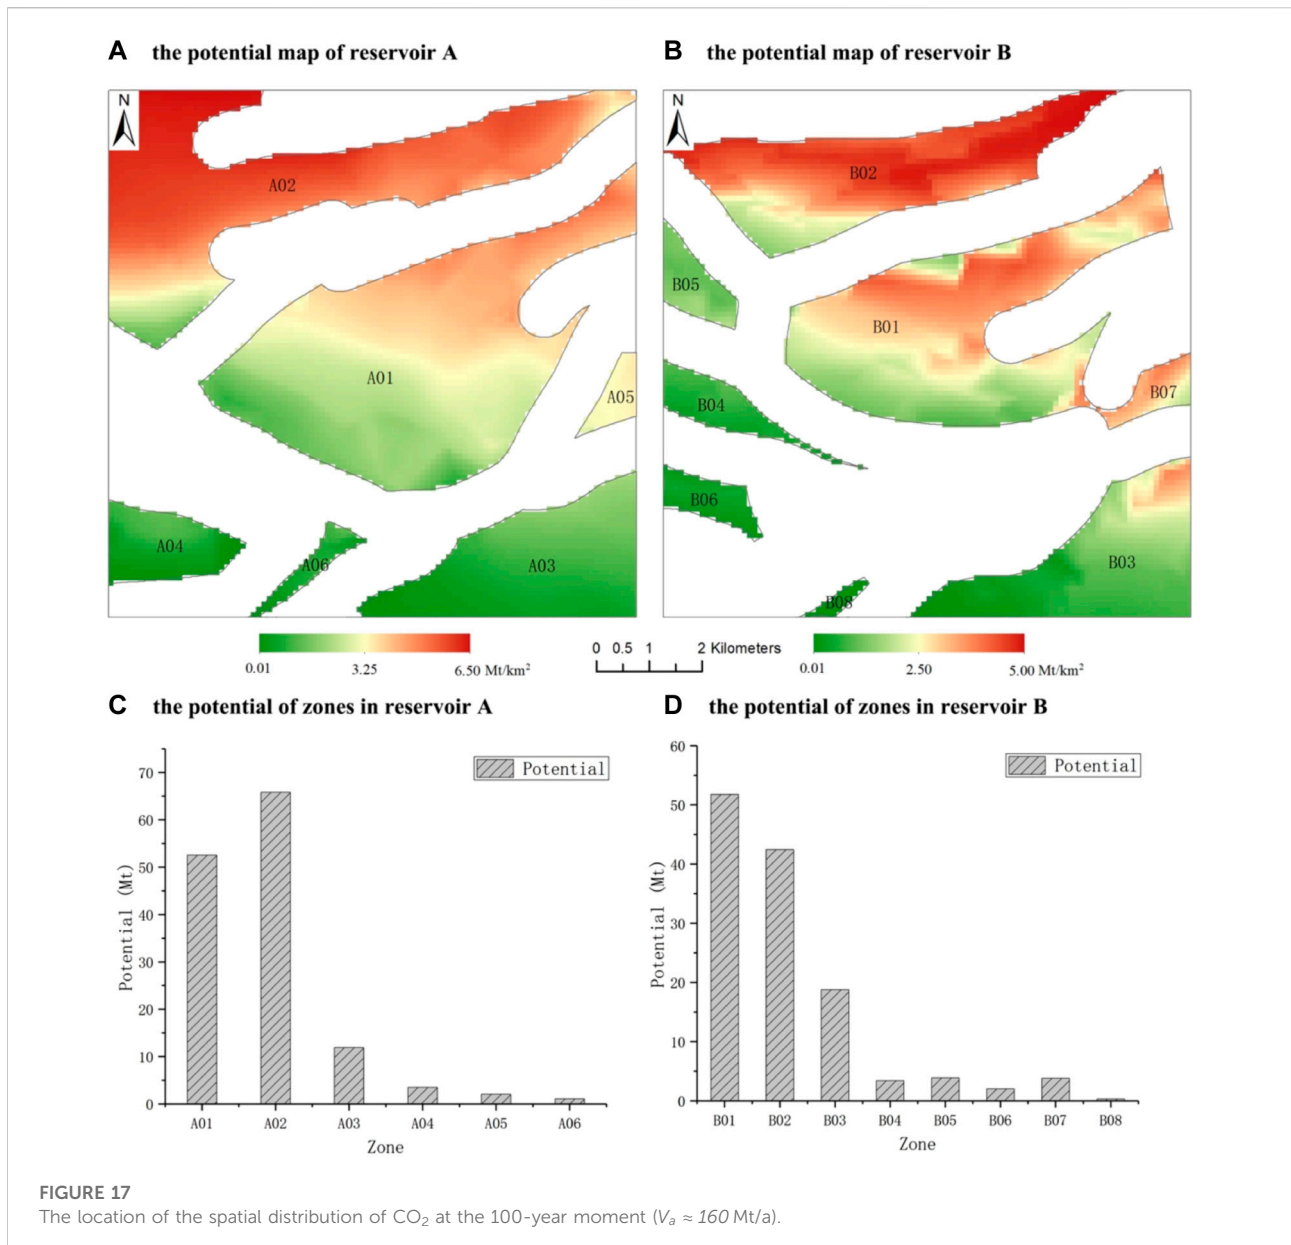 A the potential map of reservoir A
B the potential map of reservoir B
N
A02
A01
A05
A04
A06
A03
N
B02
B05
B01
B04
B07
B06
B03
B08
0.01 3.25 6.50 Mt/km²
0 0.5 1 2 Kilometers
0.01 2.50 5.00 Mt/km²
C the potential of zones in reservoir A
D the potential of zones in reservoir B
Potential
Potential (Mt)
70
60
50
40
30
20
10
0
A01 A02 A03 A04 A05 A06
Zone
Potential
Potential (Mt)
60
50
40
30
20
10
0
B01 B02 B03 B04 B05 B06 B07 B08
Zone
FIGURE 17
The location of the spatial distribution of CO₂ at the 100-year moment (Vₐ ≈ 160 Mt/a).